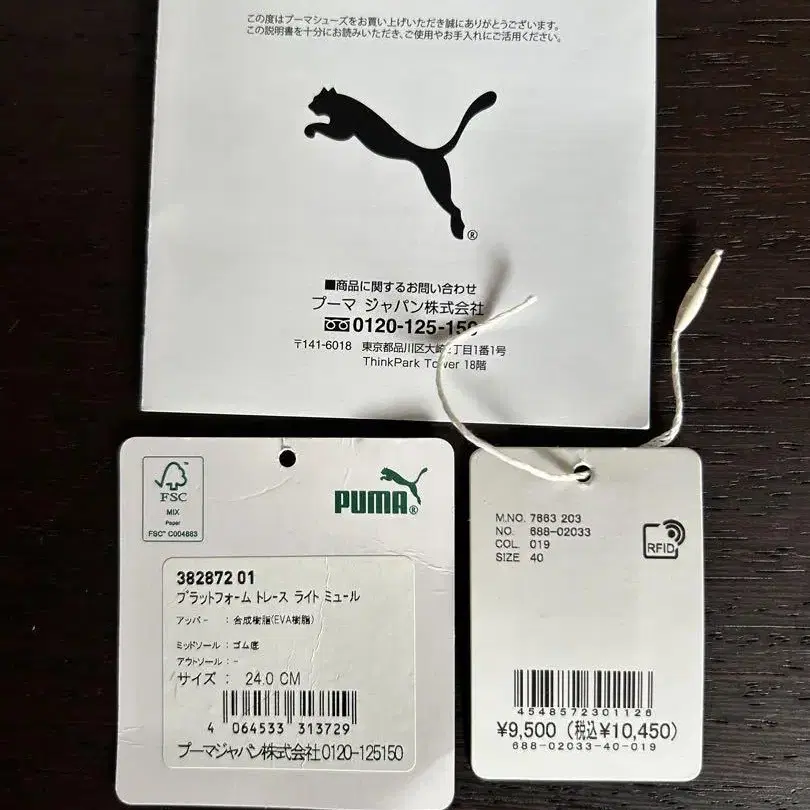 この度はプーマシューズをお買い上げいただき誠にありがとうございます。
この説明書を十分にお読みいただき、ご使用やお手入れにご活用ください。
®
■商品に関するお問い合わせ
プーマ ジャパン株式会社
0120-125-150
〒141-6018 東京都品川区大崎2丁目1番1号
ThinkPark Tower 18階
FSC
MIX
Paper
FSC™ C004883
PUMA®
382872 01
プラットフォーム トレース ライト ミュール
アッパー : 合成樹脂(EVA樹脂)
ミッドソール : ゴム底
アウトソール : -
サイズ : 24.0 CM
4 064533 313729
プーマジャパン株式会社0120-125150
M.NO. 7663 203
NO. 688-02033
COL. 019
SIZE 40
RFID
4548572301126
¥9,500 (税込¥10,450)
688-02033-40-019